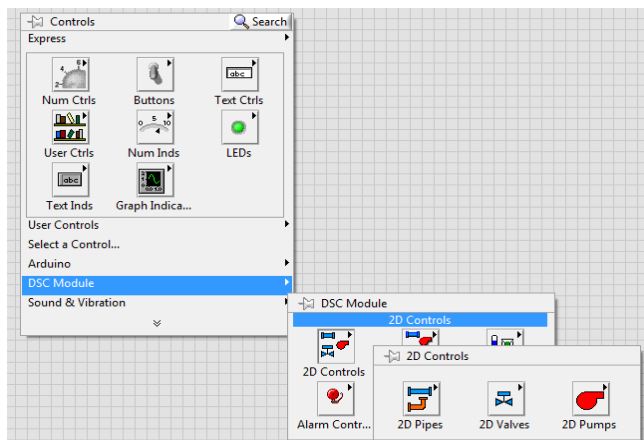 Controls
Search
Express
Num Ctrls
Buttons
Text Ctrls
User Ctrls
Num Inds
LEDs
Text Inds
Graph Indica...
User Controls
Select a Control...
Arduino
DSC Module
Sound & Vibration
DSC Module
2D Controls
2D Controls
2D Controls
Alarm Contr...
2D Pipes
2D Valves
2D Pumps